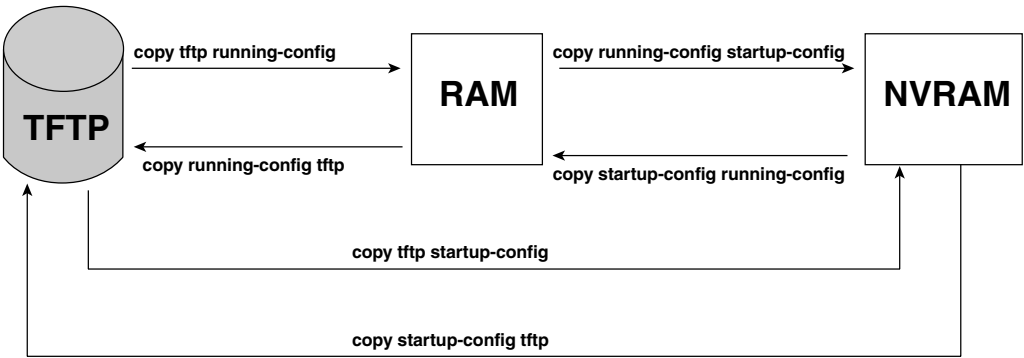 copy tftp running-config
copy running-config startup-config
TFTP
RAM
NVRAM
copy running-config tftp
copy startup-config running-config
copy tftp startup-config
copy startup-config tftp